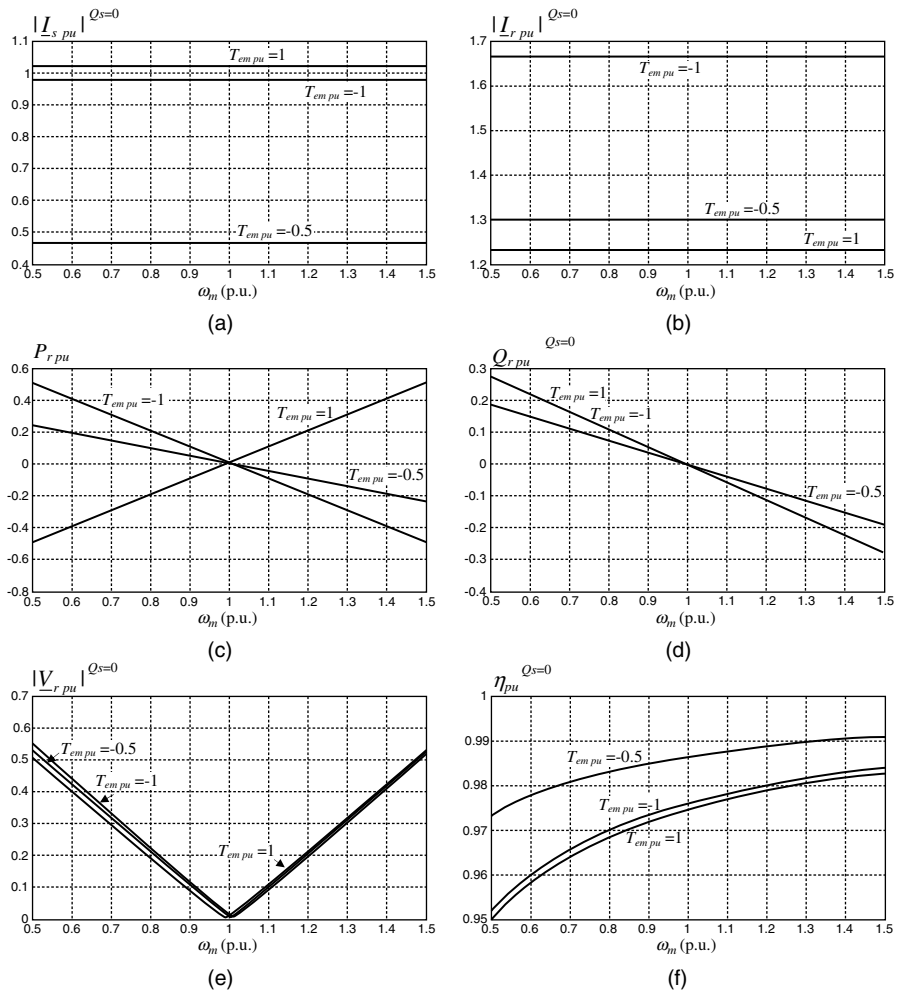 |I_s pu|^Qs=0
1.1
1
0.9
0.8
0.7
0.6
0.5
0.4
T_em pu =1
T_em pu =-1
T_em pu =-0.5
0.5 0.6 0.7 0.8 0.9 1 1.1 1.2 1.3 1.4 1.5
ω_m (p.u.)
(a)
|I_r pu|^Qs=0
1.7
1.6
1.5
1.4
1.3
1.2
T_em pu =-1
T_em pu =-0.5
T_em pu =1
0.5 0.6 0.7 0.8 0.9 1 1.1 1.2 1.3 1.4 1.5
ω_m (p.u.)
(b)
P_r pu
0.6
0.4
0.2
0
-0.2
-0.4
-0.6
-0.8
T_em pu =-1
T_em pu =1
T_em pu =-0.5
0.5 0.6 0.7 0.8 0.9 1 1.1 1.2 1.3 1.4 1.5
ω_m (p.u.)
(c)
Q_r pu^Qs=0
0.3
0.2
0.1
0
-0.1
-0.2
-0.3
-0.4
T_em pu =1
T_em pu =-1
T_em pu =-0.5
0.5 0.6 0.7 0.8 0.9 1 1.1 1.2 1.3 1.4 1.5
ω_m (p.u.)
(d)
|V_r pu|^Qs=0
0.7
0.6
0.5
0.4
0.3
0.2
0.1
0
T_em pu =-0.5
T_em pu =-1
T_em pu =1
0.5 0.6 0.7 0.8 0.9 1 1.1 1.2 1.3 1.4 1.5
ω_m (p.u.)
(e)
η_pu^Qs=0
1
0.99
0.98
0.97
0.96
0.95
T_em pu =-0.5
T_em pu =-1
T_em pu =1
0.5 0.6 0.7 0.8 0.9 1 1.1 1.2 1.3 1.4 1.5
ω_m (p.u.)
(f)